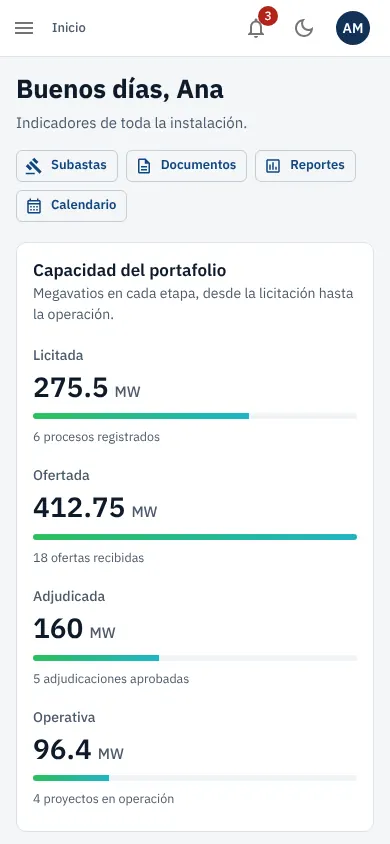 Inicio
3
AM
Buenos días, Ana
Indicadores de toda la instalación.
Subastas
Documentos
Reportes
Calendario
Capacidad del portafolio
Megavatios en cada etapa, desde la licitación hasta
la operación.
Licitada
275.5 MW
6 procesos registrados
Ofertada
412.75 MW
18 ofertas recibidas
Adjudicada
160 MW
5 adjudicaciones aprobadas
Operativa
96.4 MW
4 proyectos en operación